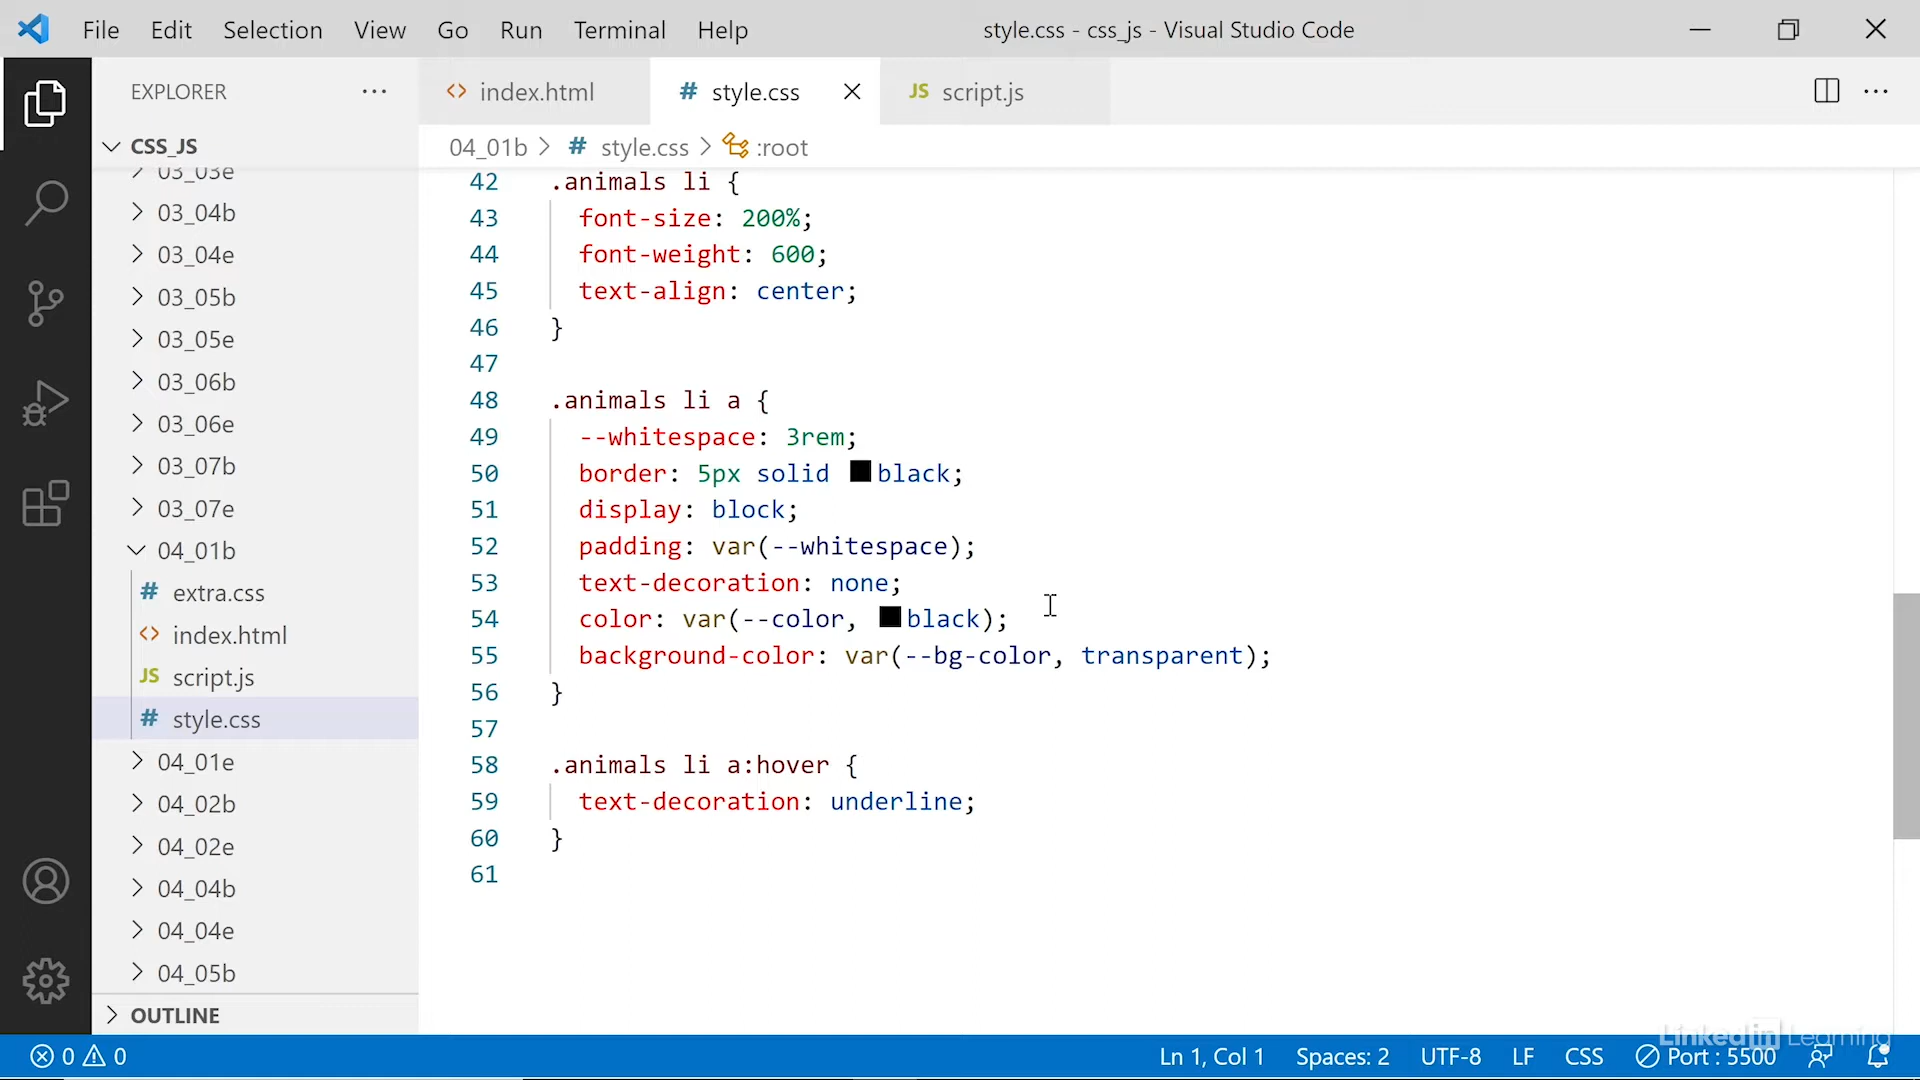 File Edit Selection View Go Run Terminal Help style.css - css_js - Visual Studio Code
EXPLORER ···
<> index.html # style.css × JS script.js ···
CSS_JS
04_01b > # style.css > :root
03_03e
03_04b
03_04e
03_05b
03_05e
03_06b
03_06e
03_07b
03_07e
04_01b
# extra.css
<> index.html
JS script.js
# style.css
04_01e
04_02b
04_02e
04_04b
04_04e
04_05b
OUTLINE
42 .animals li {
43 font-size: 200%;
44 font-weight: 600;
45 text-align: center;
46 }
47
48 .animals li a {
49 --whitespace: 3rem;
50 border: 5px solid black;
51 display: block;
52 padding: var(--whitespace);
53 text-decoration: none;
54 color: var(--color, black);
55 background-color: var(--bg-color, transparent);
56 }
57
58 .animals li a:hover {
59 text-decoration: underline;
60 }
61
LinkedIn Learning
0 0 Ln 1, Col 1 Spaces: 2 UTF-8 LF CSS Port : 5500